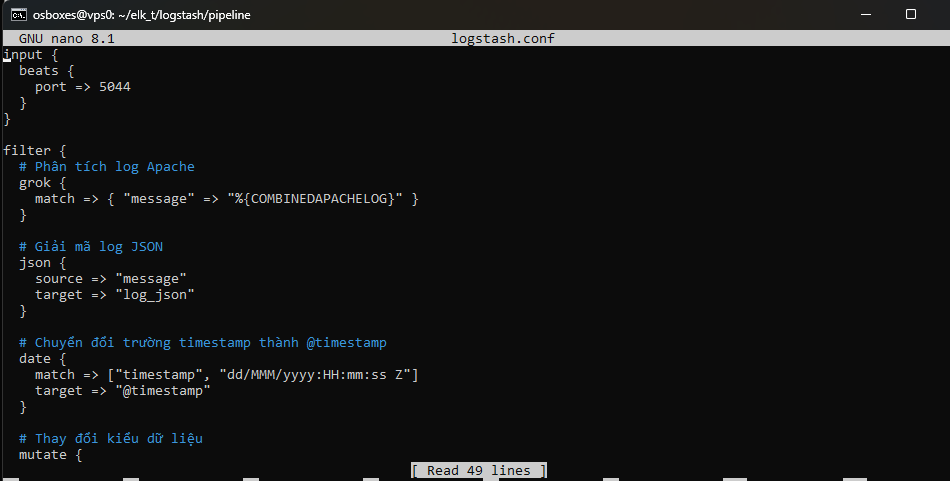 osboxes@vps0: ~/elk_t/logstash/pipeline
GNU nano 8.1 logstash.conf
input {
  beats {
    port => 5044
  }
}
filter {
  # Phân tích log Apache
  grok {
    match => { "message" => "%{COMBINEDAPACHELOG}" }
  }
  # Giải mã log JSON
  json {
    source => "message"
    target => "log_json"
  }
  # Chuyển đổi trường timestamp thành @timestamp
  date {
    match => ["timestamp", "dd/MMM/yyyy:HH:mm:ss Z"]
    target => "@timestamp"
  }
  # Thay đổi kiểu dữ liệu
  mutate {
[ Read 49 lines ]